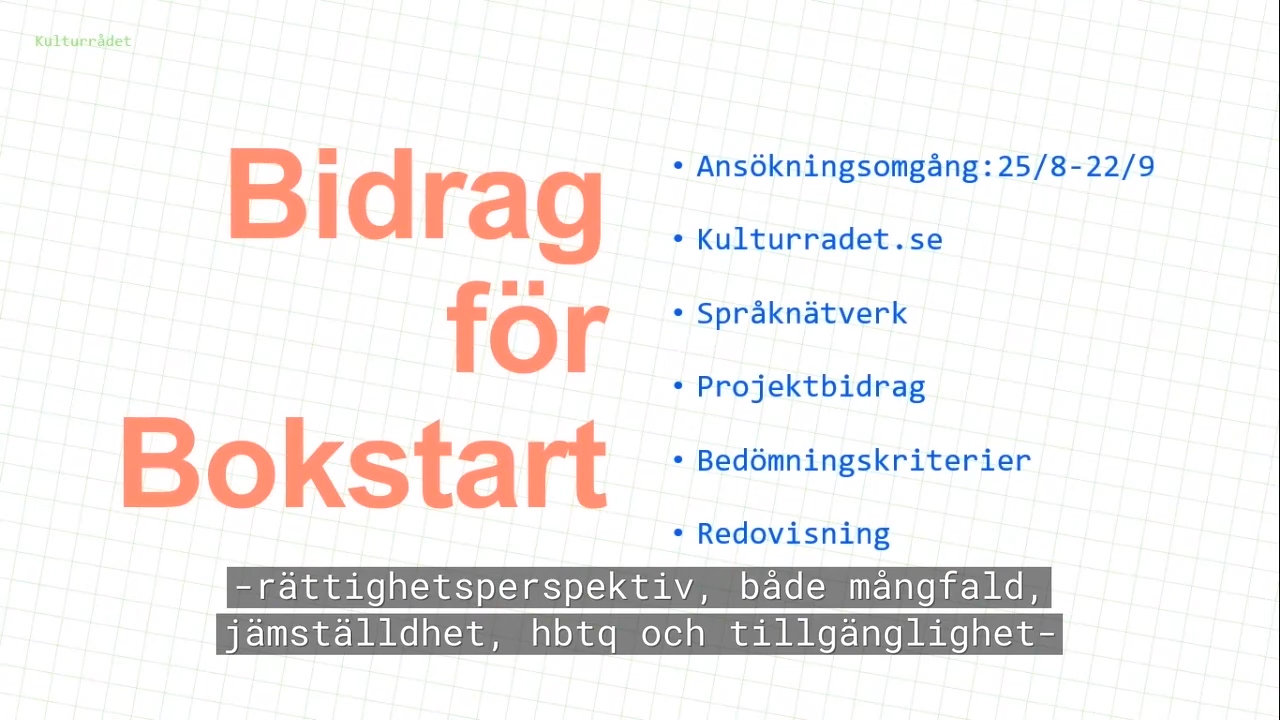 Kulturrådet
Bidrag
för
Bokstart
• Ansökningsomgång:25/8-22/9
• Kulturradet.se
• Språknätverk
• Projektbidrag
• Bedömningskriterier
• Redovisning
-rättighetsperspektiv, både mångfald,
jämställdhet, hbtq och tillgänglighet-